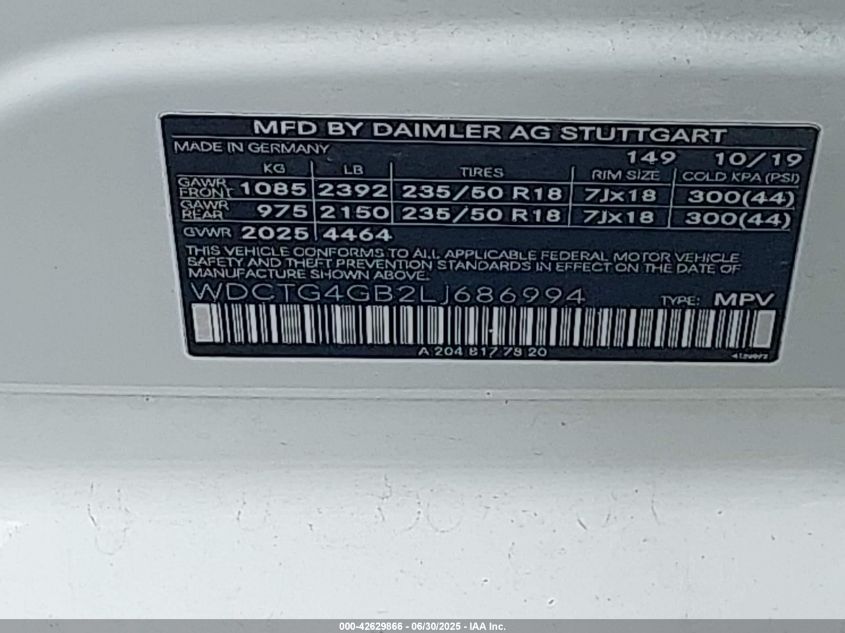 MFD BY DAIMLER AG STUTTGART
MADE IN GERMANY 149 10/19
KG LB TIRES RIM SIZE COLD KPA (PSI)
GAWR FRONT 1085 2392 235/50 R18 7Jx18 300(44)
GAWR REAR 975 2150 235/50 R18 7Jx18 300(44)
GVWR 2025 4464
THIS VEHICLE CONFORMS TO ALL APPLICABLE FEDERAL MOTOR VEHICLE
SAFETY AND THEFT PREVENTION STANDARDS IN EFFECT ON THE DATE OF
MANUFACTURE SHOWN ABOVE.
WDCTG4GB2LJ686994 TYPE: MPV
A 204 817 78 20
000-42629866 - 06/30/2025 - IAA Inc.